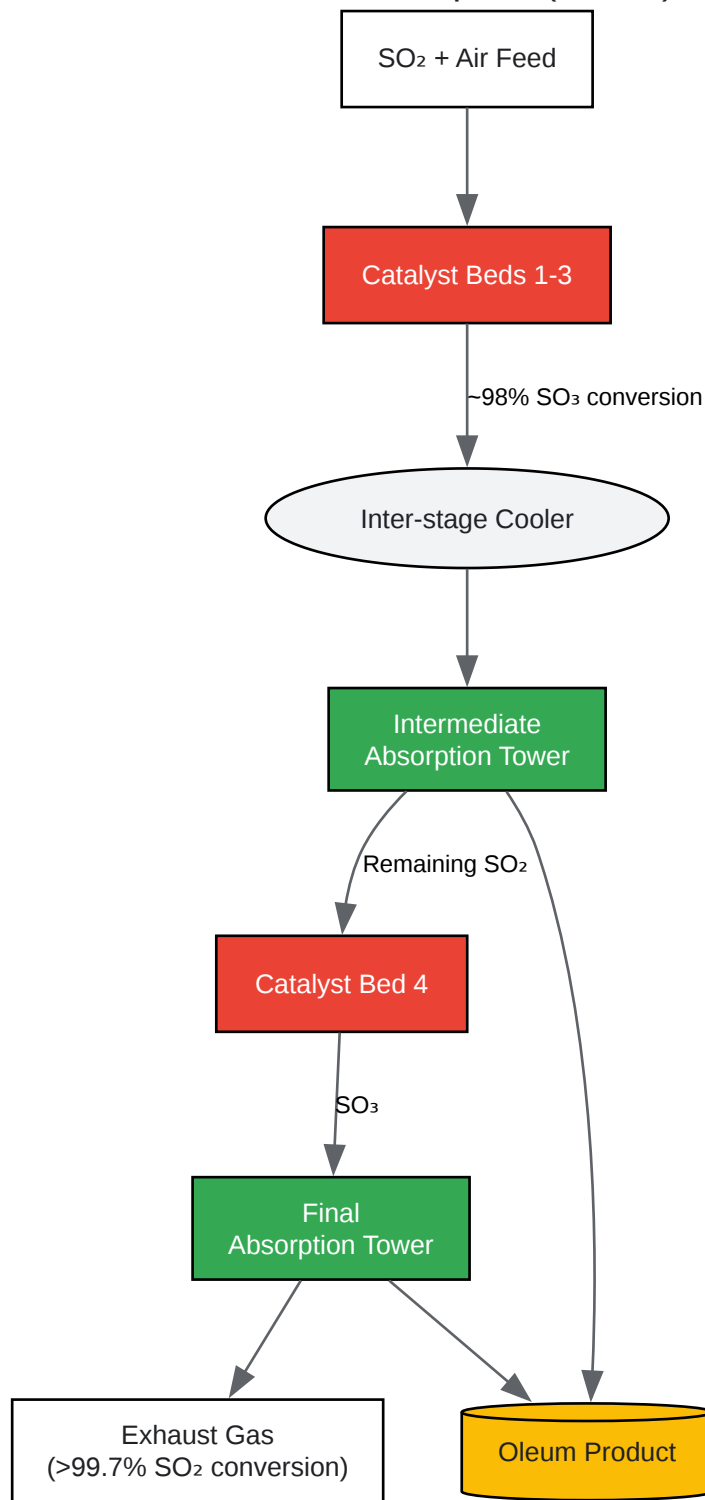 SO₂ + Air Feed
Catalyst Beds 1-3
~98% SO₃ conversion
Inter-stage Cooler
Intermediate
Absorption Tower
Remaining SO₂
Catalyst Bed 4
SO₃
Final
Absorption Tower
Exhaust Gas
(>99.7% SO₂ conversion)
Oleum Product